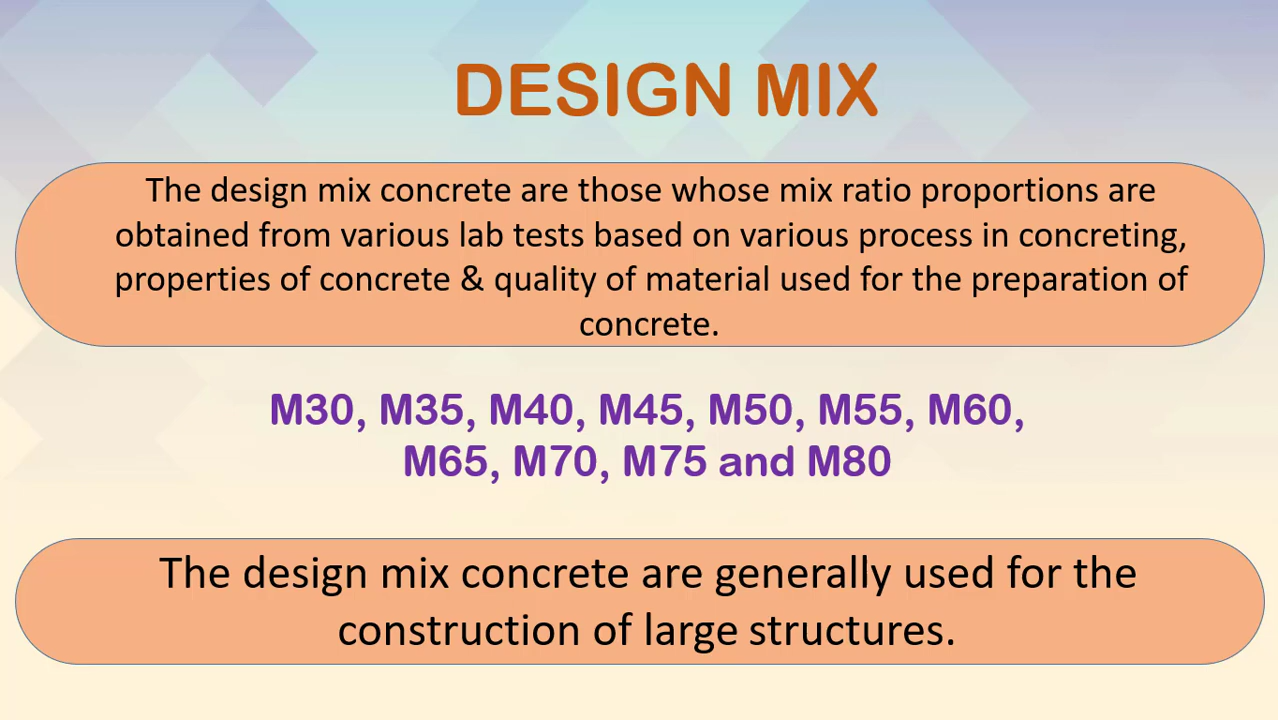 DESIGN MIX
The design mix concrete are those whose mix ratio proportions are
obtained from various lab tests based on various process in concreting,
properties of concrete & quality of material used for the preparation of
concrete.
M30, M35, M40, M45, M50, M55, M60,
M65, M70, M75 and M80
The design mix concrete are generally used for the
construction of large structures.